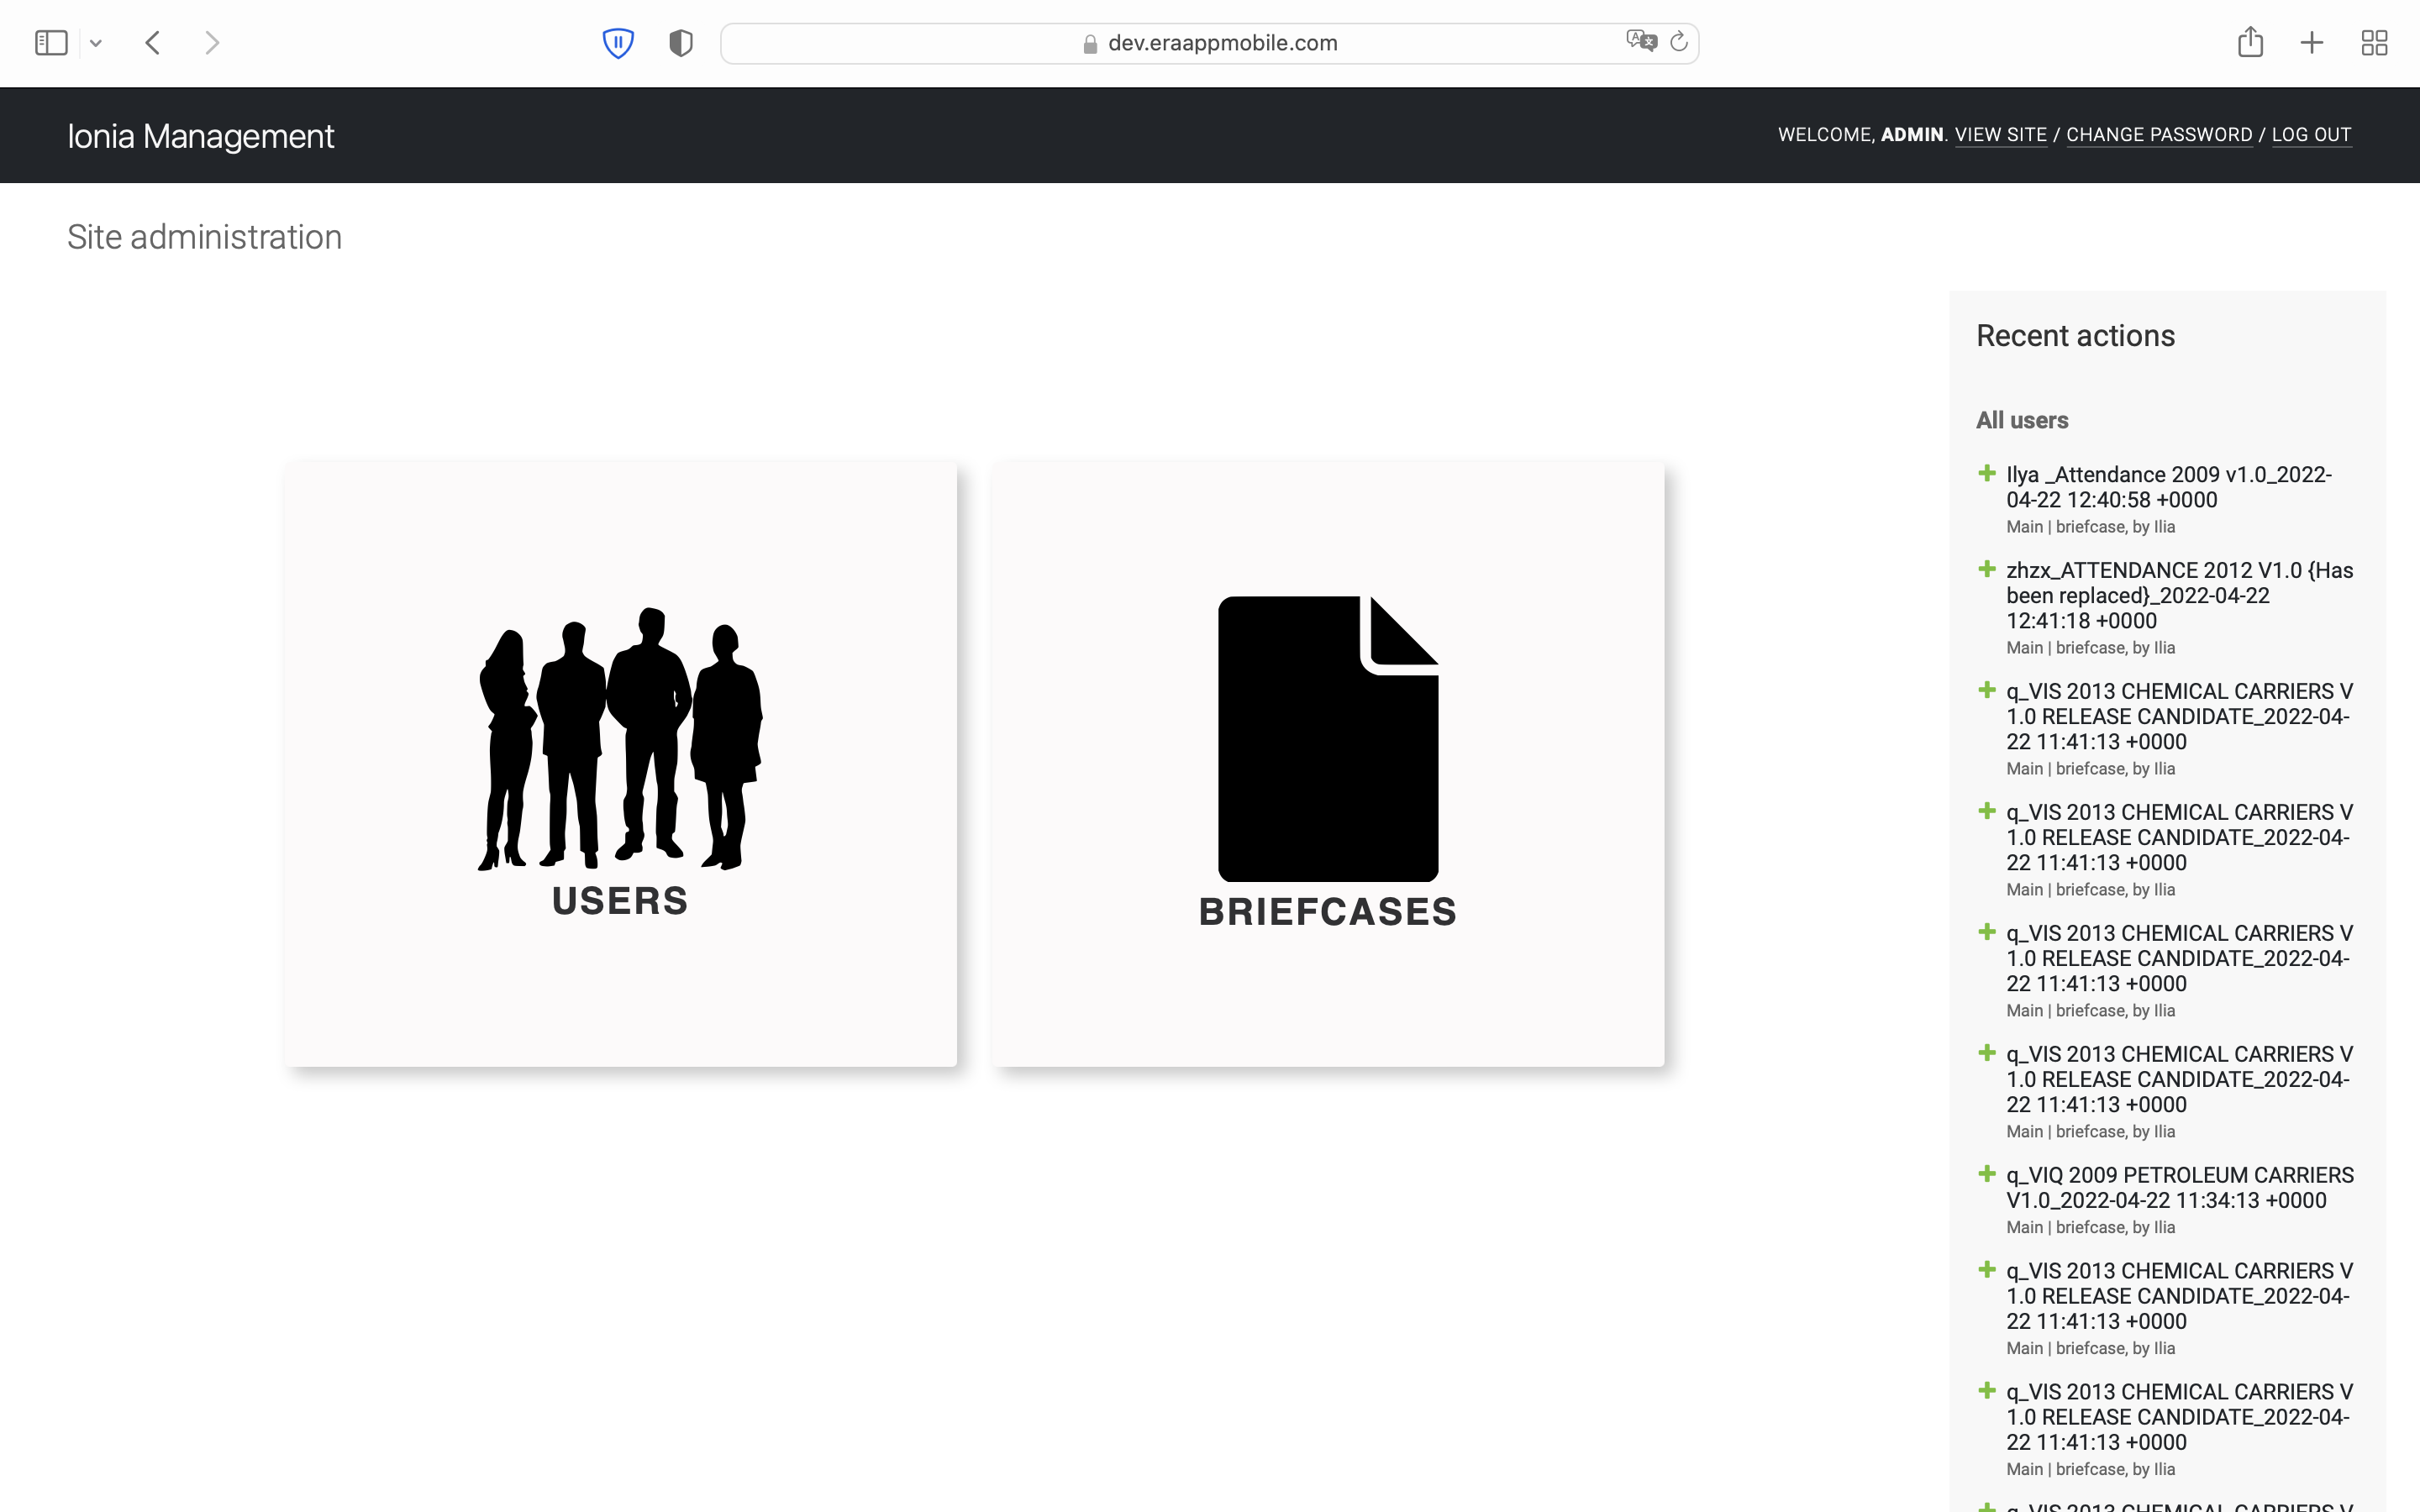 dev.eraappmobile.com
Ionia Management
WELCOME, ADMIN. VIEW SITE / CHANGE PASSWORD / LOG OUT
Site administration
USERS
BRIEFCASES
Recent actions
All users
Ilya _Attendance 2009 v1.0_2022-
04-22 12:40:58 +0000
Main | briefcase, by Ilia
zhzx_ATTENDANCE 2012 V1.0 {Has
been replaced}_2022-04-22
12:41:18 +0000
Main | briefcase, by Ilia
q_VIS 2013 CHEMICAL CARRIERS V
1.0 RELEASE CANDIDATE_2022-04-
22 11:41:13 +0000
Main | briefcase, by Ilia
q_VIS 2013 CHEMICAL CARRIERS V
1.0 RELEASE CANDIDATE_2022-04-
22 11:41:13 +0000
Main | briefcase, by Ilia
q_VIS 2013 CHEMICAL CARRIERS V
1.0 RELEASE CANDIDATE_2022-04-
22 11:41:13 +0000
Main | briefcase, by Ilia
q_VIS 2013 CHEMICAL CARRIERS V
1.0 RELEASE CANDIDATE_2022-04-
22 11:41:13 +0000
Main | briefcase, by Ilia
q_VIQ 2009 PETROLEUM CARRIERS
V1.0_2022-04-22 11:34:13 +0000
Main | briefcase, by Ilia
q_VIS 2013 CHEMICAL CARRIERS V
1.0 RELEASE CANDIDATE_2022-04-
22 11:41:13 +0000
Main | briefcase, by Ilia
q_VIS 2013 CHEMICAL CARRIERS V
1.0 RELEASE CANDIDATE_2022-04-
22 11:41:13 +0000
Main | briefcase, by Ilia
q_VIS 2013 CHEMICAL CARRIERS V